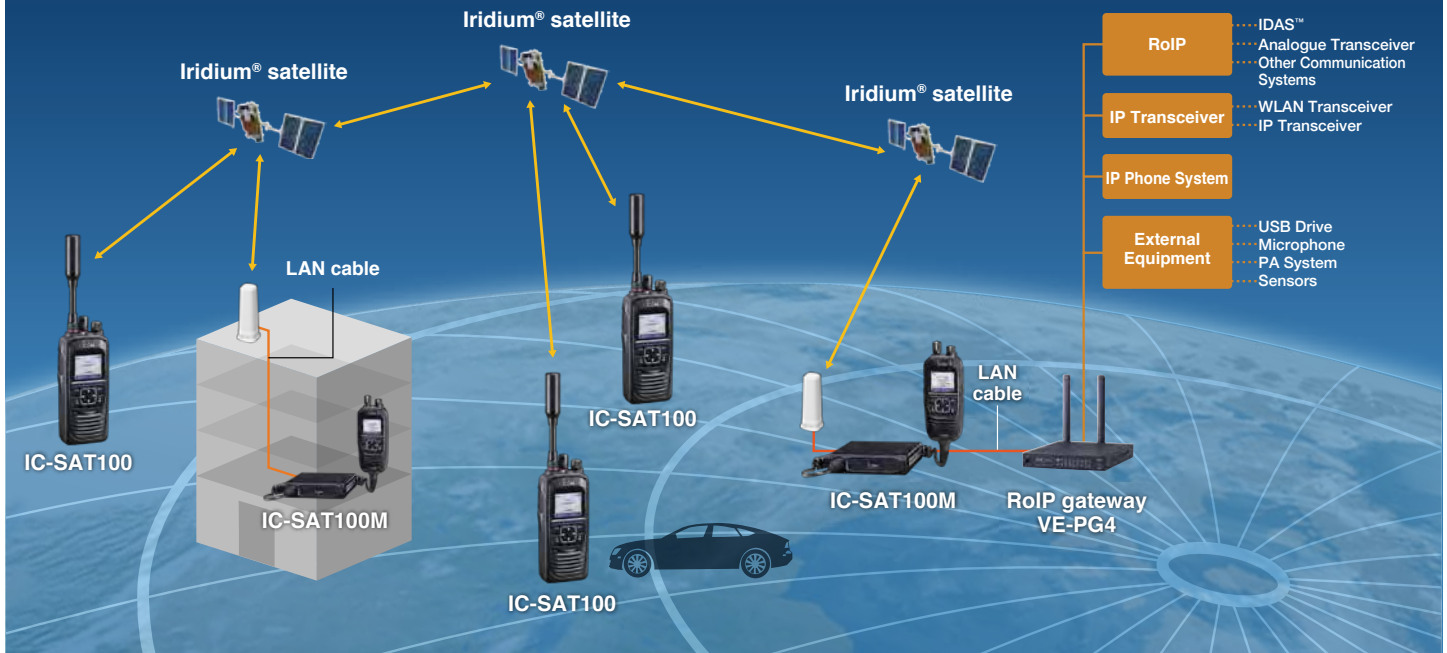 Iridium® satellite
Iridium® satellite
Iridium® satellite
RoIP
IDAS™
Analogue Transceiver
Other Communication
Systems
IP Transceiver
WLAN Transceiver
IP Transceiver
IP Phone System
External
Equipment
USB Drive
Microphone
PA System
Sensors
LAN cable
IC-SAT100
IC-SAT100M
IC-SAT100
IC-SAT100
LAN
cable
IC-SAT100M
RoIP gateway
VE-PG4